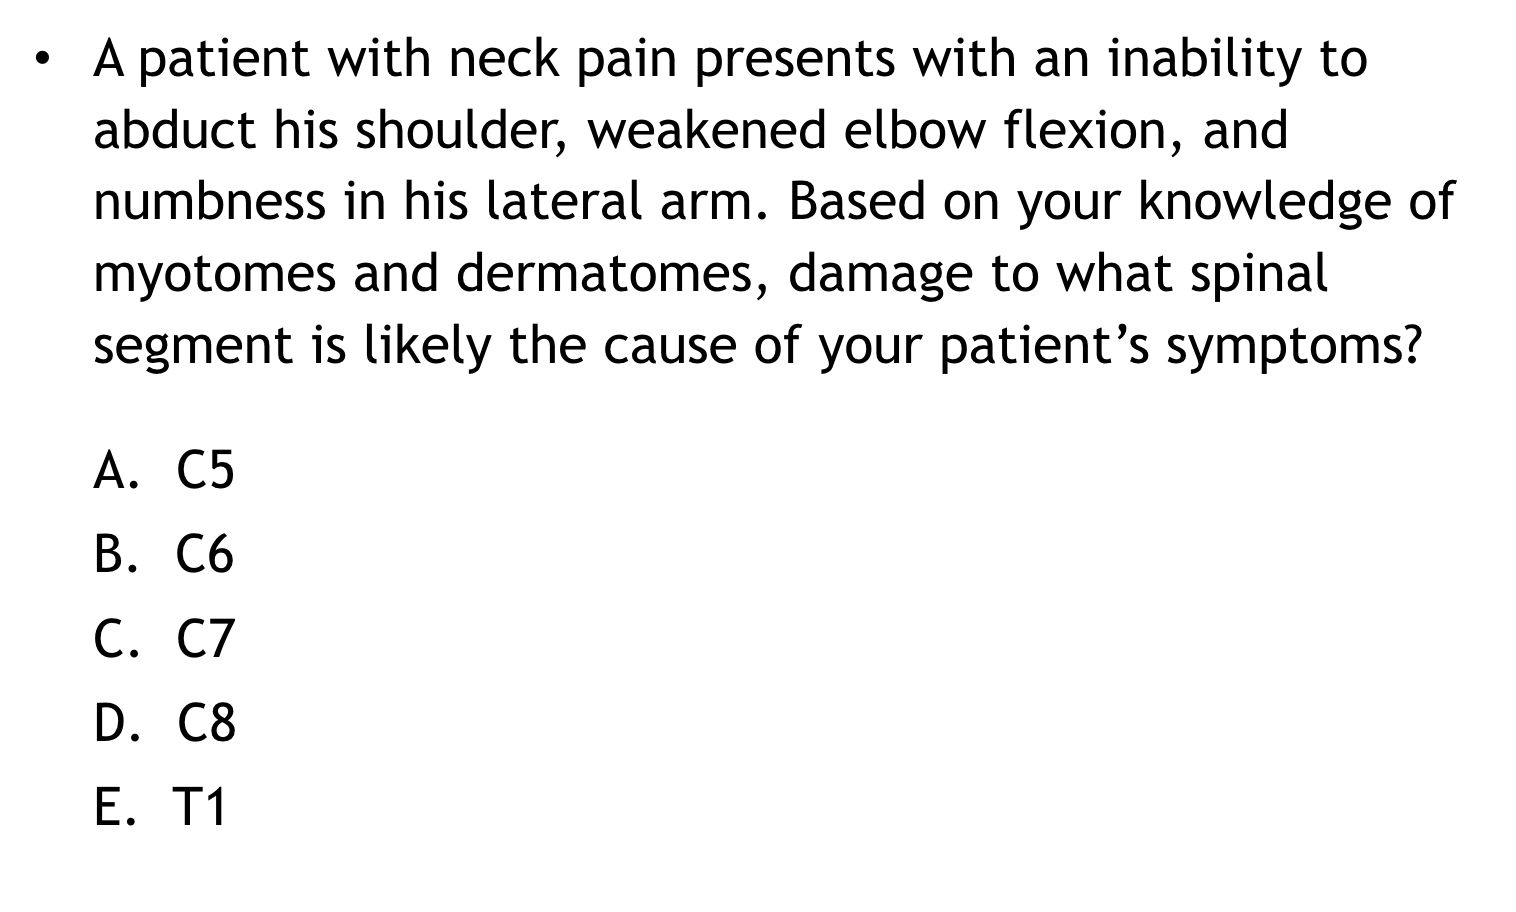 • A patient with neck pain presents with an inability to
abduct his shoulder, weakened elbow flexion, and
numbness in his lateral arm. Based on your knowledge of
myotomes and dermatomes, damage to what spinal
segment is likely the cause of your patient’s symptoms?
A. C5
B. C6
C. C7
D. C8
E. T1